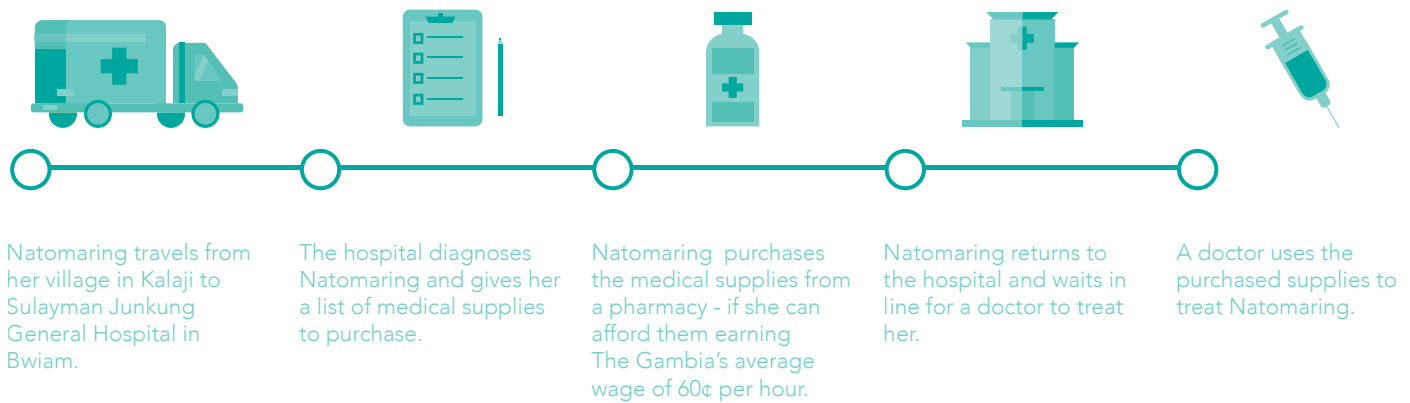 Natomaring travels from
her village in Kalaji to
Sulayman Junkung
General Hospital in
Bwiam.
The hospital diagnoses
Natomaring and gives her
a list of medical supplies
to purchase.
Natomaring  purchases
the medical supplies from
a pharmacy - if she can
afford them earning
The Gambia's average
wage of 60¢ per hour.
Natomaring returns to
the hospital and waits in
line for a doctor to treat
her.
A doctor uses the
purchased supplies to
treat Natomaring.